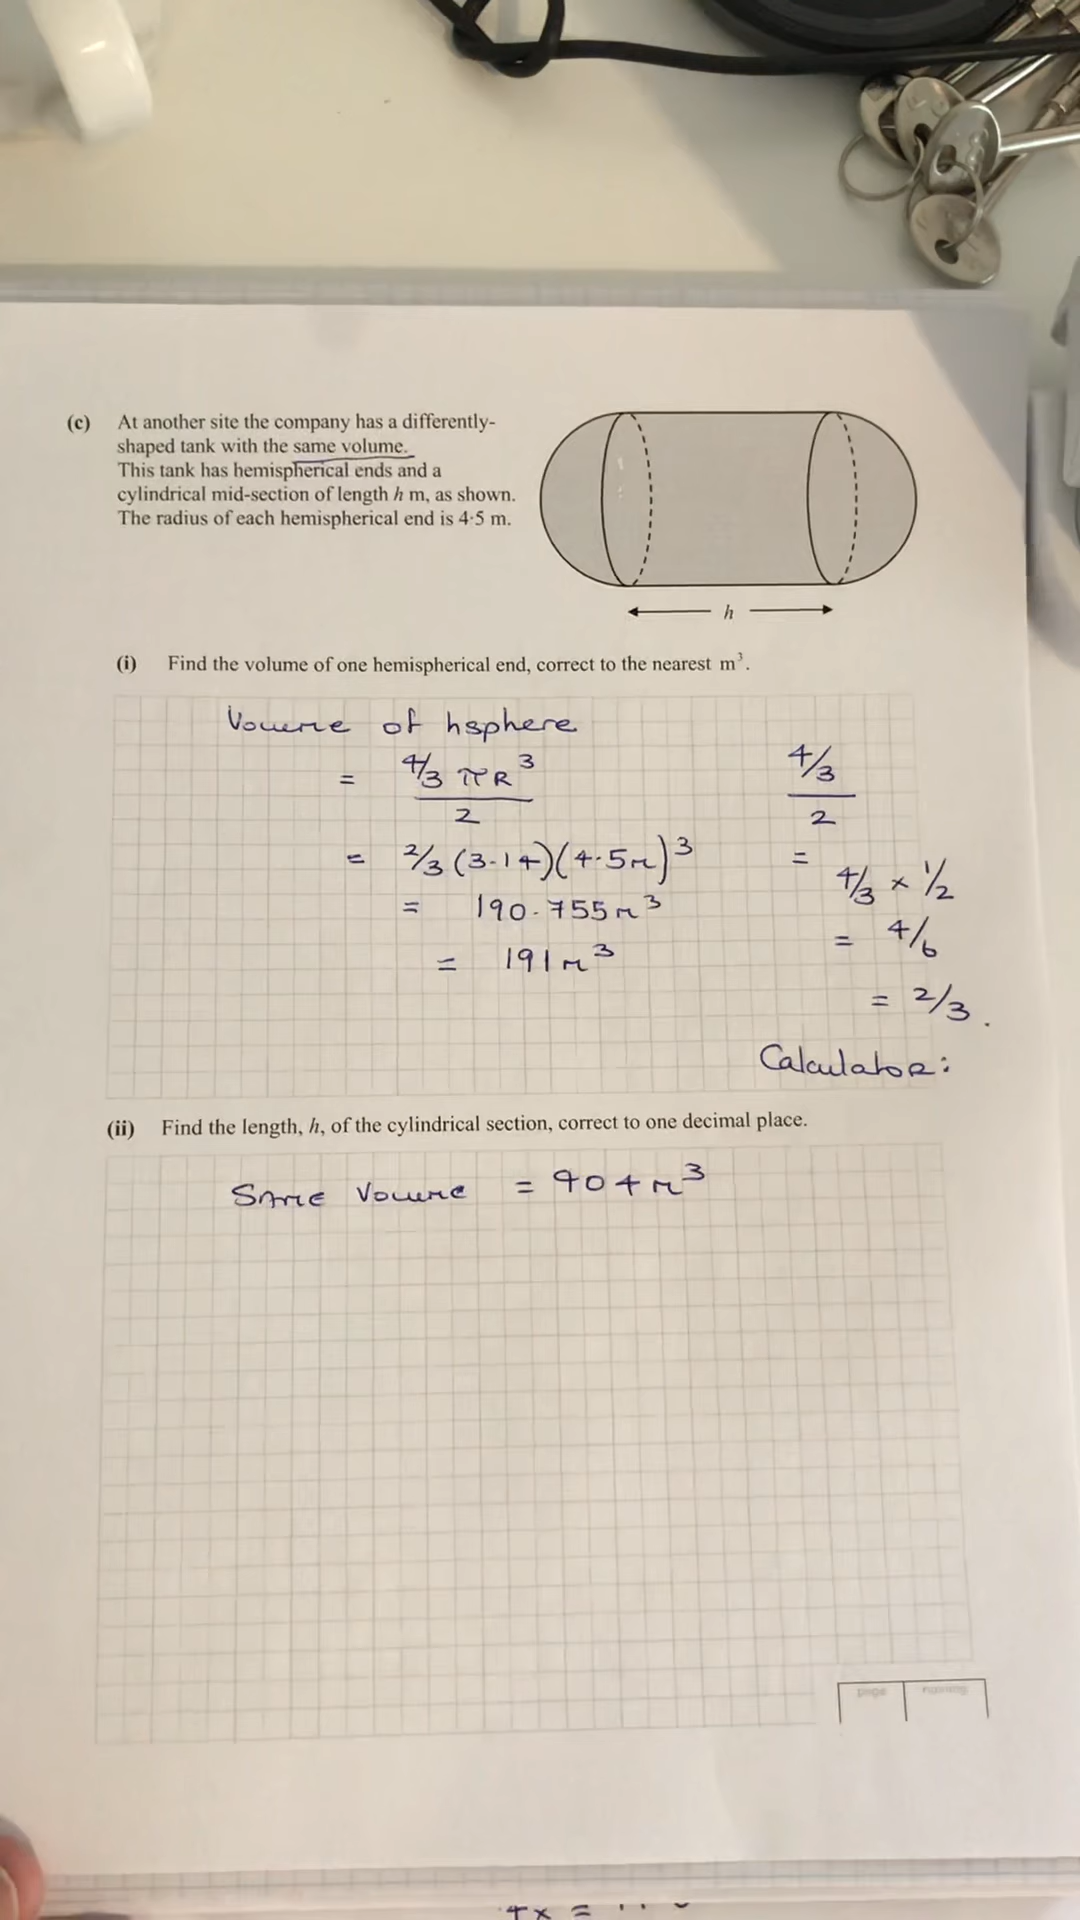 (c) At another site the company has a differently-
shaped tank with the same volume.
This tank has hemispherical ends and a
cylindrical mid-section of length h m, as shown.
The radius of each hemispherical end is 4·5 m.
h
(i) Find the volume of one hemispherical end, correct to the nearest m³.
Volume of hsphere
= 4/3 πR³
2
= 2/3 (3.14)(4.5m)³
= 190.755m³
= 191m³
4/3
2
= 4/3 × 1/2
= 4/6
= 2/3.
Calculator:
(ii) Find the length, h, of the cylindrical section, correct to one decimal place.
Same Volume = 904m³
page running
4x =